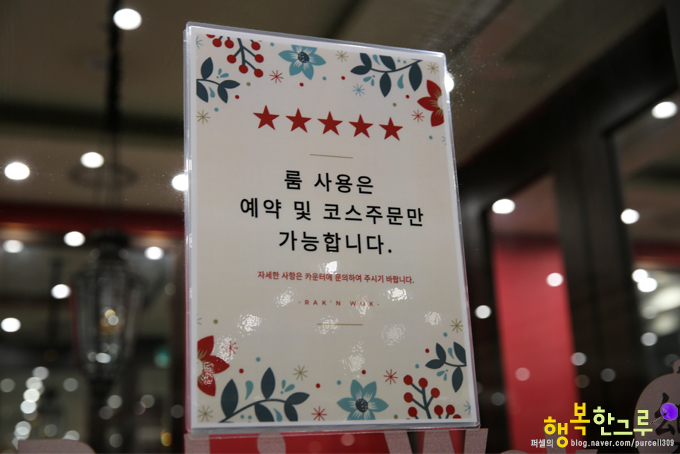 룸 사용은
예약 및 코스주문만
가능합니다.
자세한 사항은 카운터에 문의하여 주시기 바랍니다.
-BAK'N WOK-
행복한그루
퍼셀의 blog.naver.com/purcell309